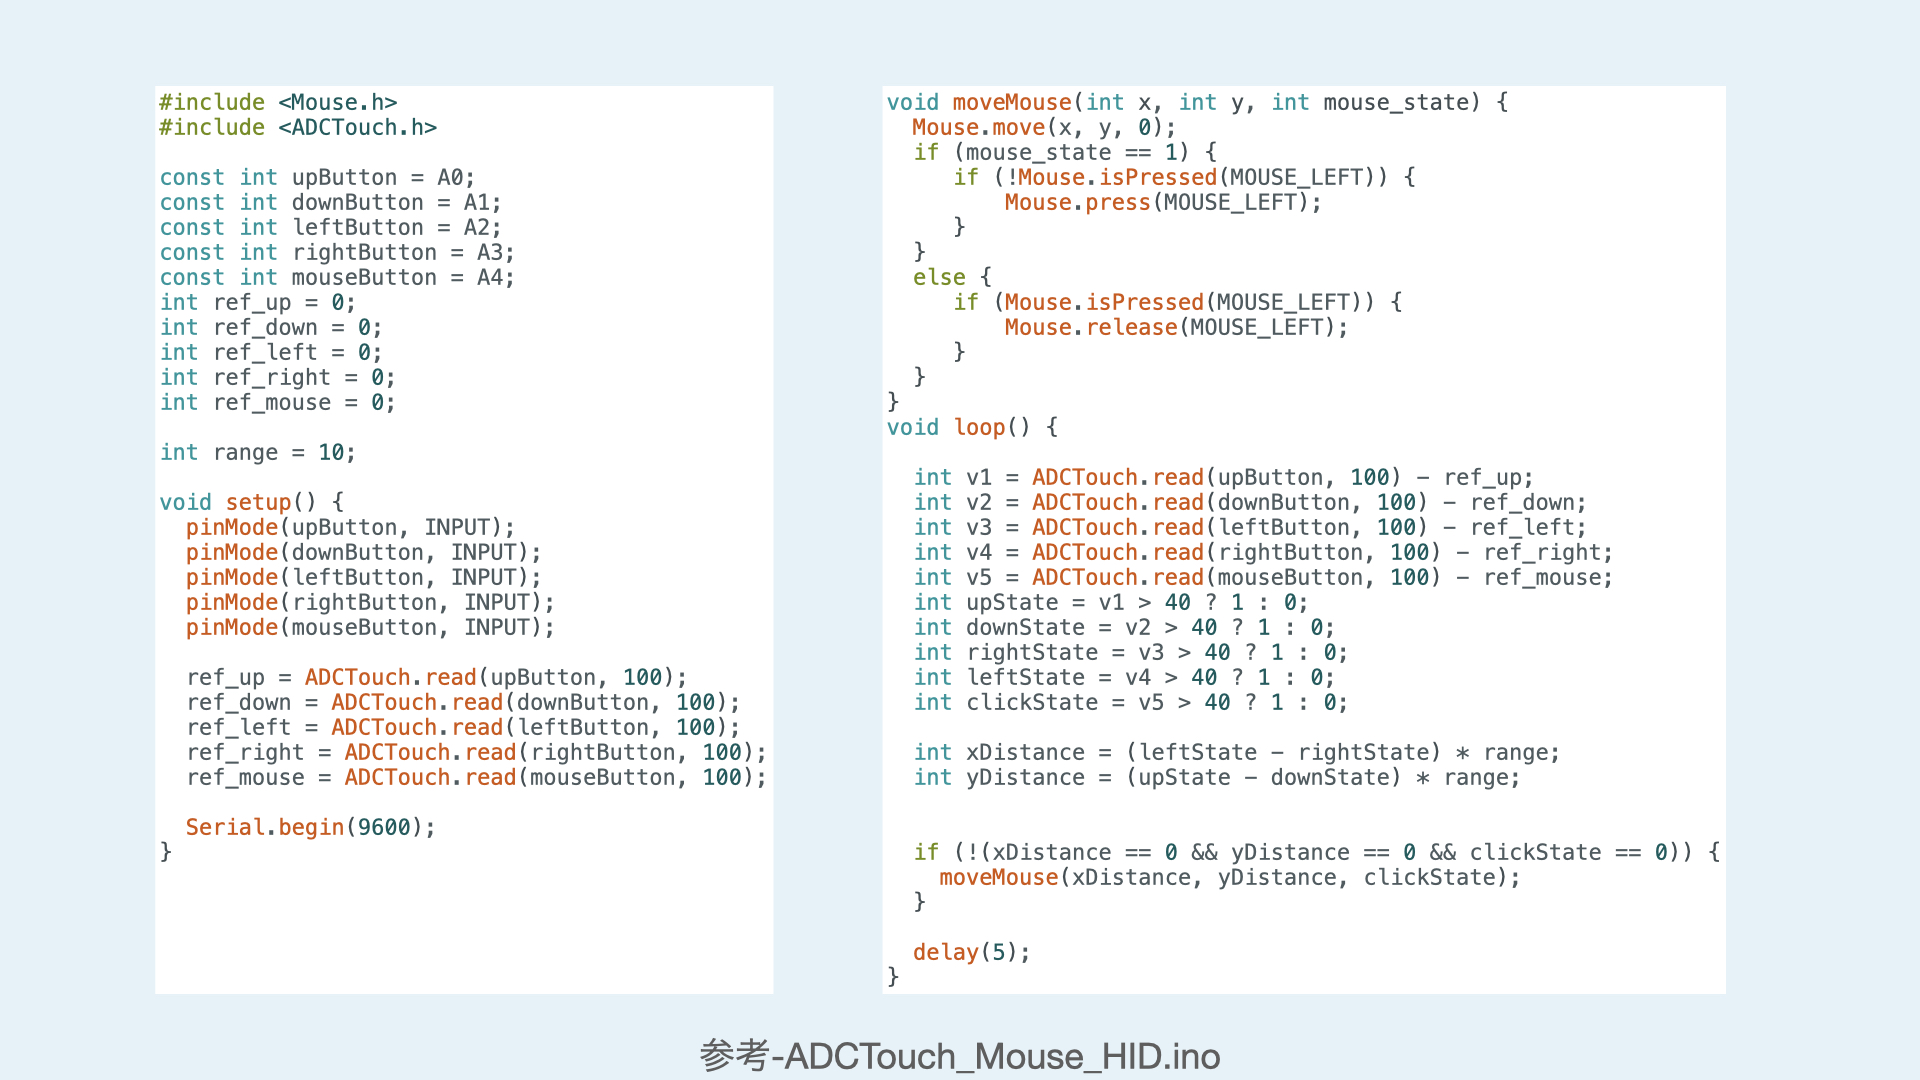 #include <Mouse.h>
#include <ADCTouch.h>
const int upButton = A0;
const int downButton = A1;
const int leftButton = A2;
const int rightButton = A3;
const int mouseButton = A4;
int ref_up = 0;
int ref_down = 0;
int ref_left = 0;
int ref_right = 0;
int ref_mouse = 0;
int range = 10;
void setup() {
  pinMode(upButton, INPUT);
  pinMode(downButton, INPUT);
  pinMode(leftButton, INPUT);
  pinMode(rightButton, INPUT);
  pinMode(mouseButton, INPUT);
  ref_up = ADCTouch.read(upButton, 100);
  ref_down = ADCTouch.read(downButton, 100);
  ref_left = ADCTouch.read(leftButton, 100);
  ref_right = ADCTouch.read(rightButton, 100);
  ref_mouse = ADCTouch.read(mouseButton, 100);
  Serial.begin(9600);
}
void moveMouse(int x, int y, int mouse_state) {
  Mouse.move(x, y, 0);
  if (mouse_state == 1) {
     if (!Mouse.isPressed(MOUSE_LEFT)) {
         Mouse.press(MOUSE_LEFT);
     }
  }
  else {
     if (Mouse.isPressed(MOUSE_LEFT)) {
         Mouse.release(MOUSE_LEFT);
     }
  }
}
void loop() {
  int v1 = ADCTouch.read(upButton, 100) - ref_up;
  int v2 = ADCTouch.read(downButton, 100) - ref_down;
  int v3 = ADCTouch.read(leftButton, 100) - ref_left;
  int v4 = ADCTouch.read(rightButton, 100) - ref_right;
  int v5 = ADCTouch.read(mouseButton, 100) - ref_mouse;
  int upState = v1 > 40 ? 1 : 0;
  int downState = v2 > 40 ? 1 : 0;
  int rightState = v3 > 40 ? 1 : 0;
  int leftState = v4 > 40 ? 1 : 0;
  int clickState = v5 > 40 ? 1 : 0;
  int xDistance = (leftState - rightState) * range;
  int yDistance = (upState - downState) * range;
  if (!(xDistance == 0 && yDistance == 0 && clickState == 0)) {
    moveMouse(xDistance, yDistance, clickState);
  }
  delay(5);
}
参考-ADCTouch_Mouse_HID.ino